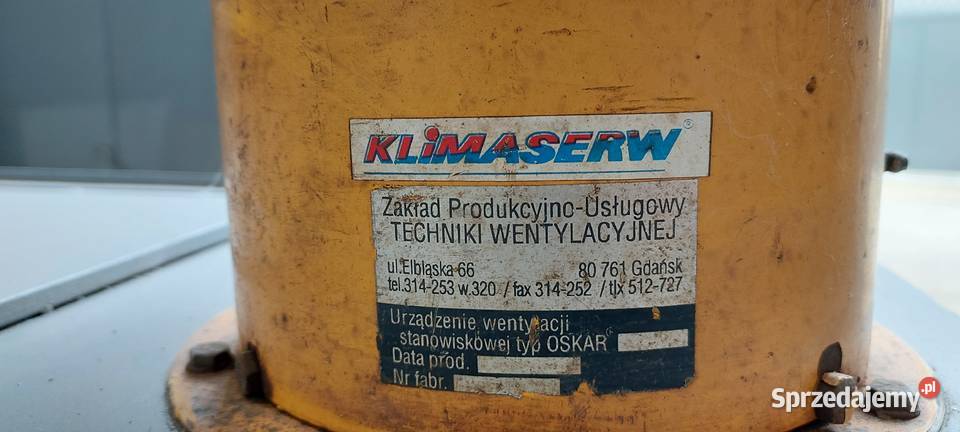 KLiMASERW ®
Zakład Produkcyjno-Usługowy
TECHNIKI WENTYLACYJNEJ
ul.Elbląska 66 80 761 Gdańsk
tel.314-253 w.320 / fax 314-252 / tlx 512-727
Urządzenie wentylacji
stanowiskowej typ OSKAR
Data prod.
Nr fabr.
Sprzedajemy.pl